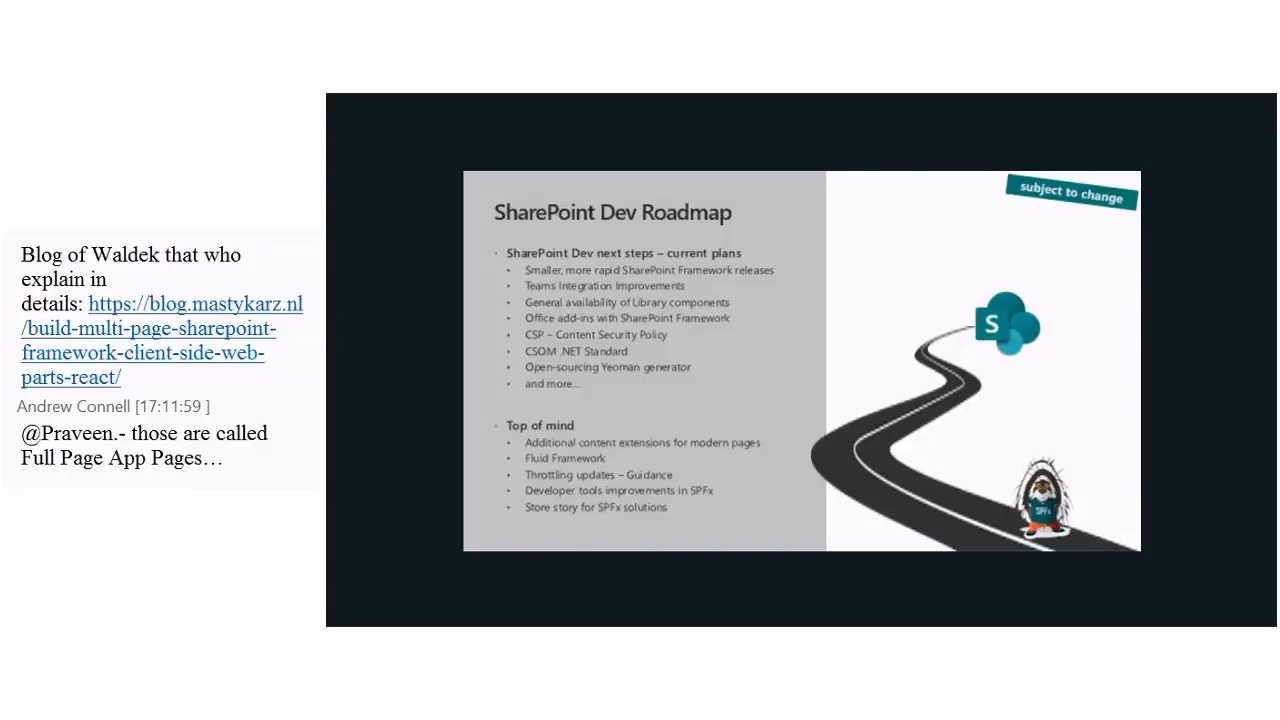 Blog of Waldek that who
explain in
details: https://blog.mastykarz.nl
/build-multi-page-sharepoint-
framework-client-side-web-
parts-react/
Andrew Connell [17:11:59 ]
@Praveen.- those are called
Full Page App Pages…
subject to change
SharePoint Dev Roadmap
• SharePoint Dev next steps – current plans
• Smaller, more rapid SharePoint Framework releases
• Teams Integration Improvements
• General availability of Library components
• Office add-ins with SharePoint Framework
• CSP – Content Security Policy
• CSOM .NET Standard
• Open-sourcing Yeoman generator
• and more...
• Top of mind
• Additional content extensions for modern pages
• Fluid Framework
• Throttling updates – Guidance
• Developer tools improvements in SPFx
• Store story for SPFx solutions
S
SPFx